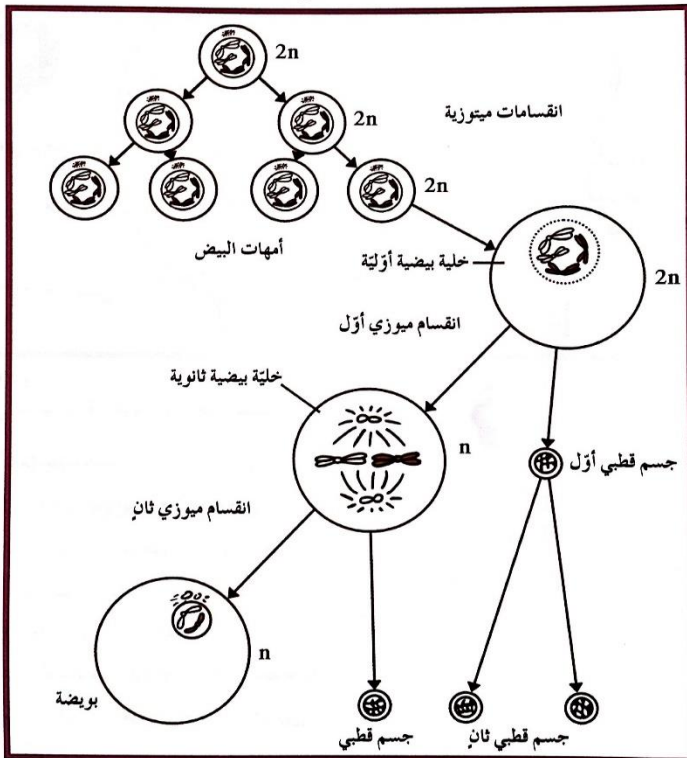 2n
انقسامات ميتوزية
2n
2n
أمهات البيض
خلية بيضية أوّليّة
2n
انقسام ميوزي أوّل
خليّة بيضية ثانوية
n
جسم قطبي أوّل
انقسام ميوزي ثانٍ
n
بويضة
جسم قطبي
جسم قطبي ثانٍ